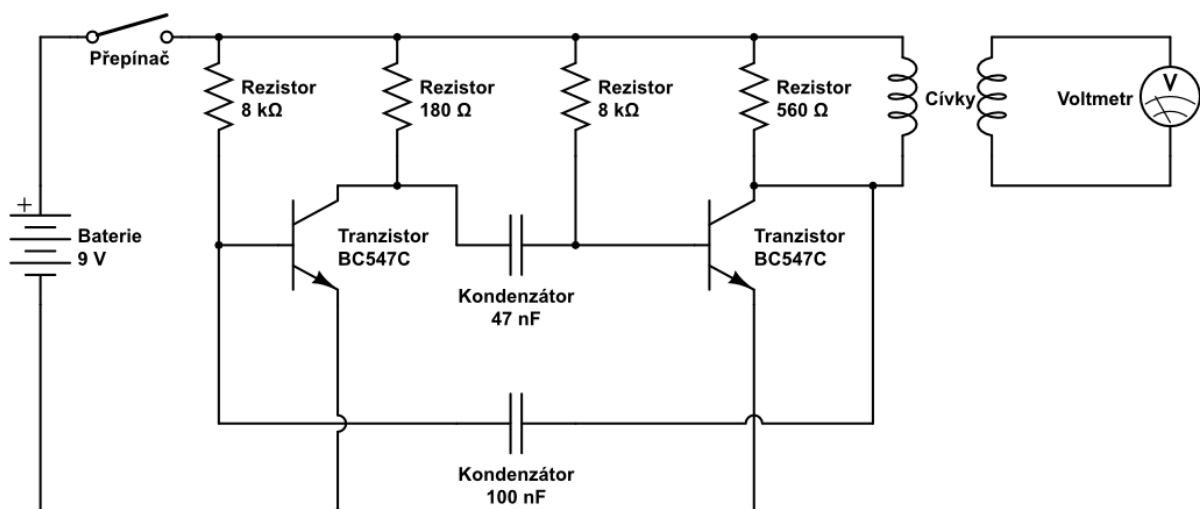 Přepínač
Rezistor
8 kΩ
Rezistor
180 Ω
Rezistor
8 kΩ
Rezistor
560 Ω
Cívky
Voltmetr
V
+
Baterie
9 V
Tranzistor
BC547C
Tranzistor
BC547C
Kondenzátor
47 nF
Kondenzátor
100 nF